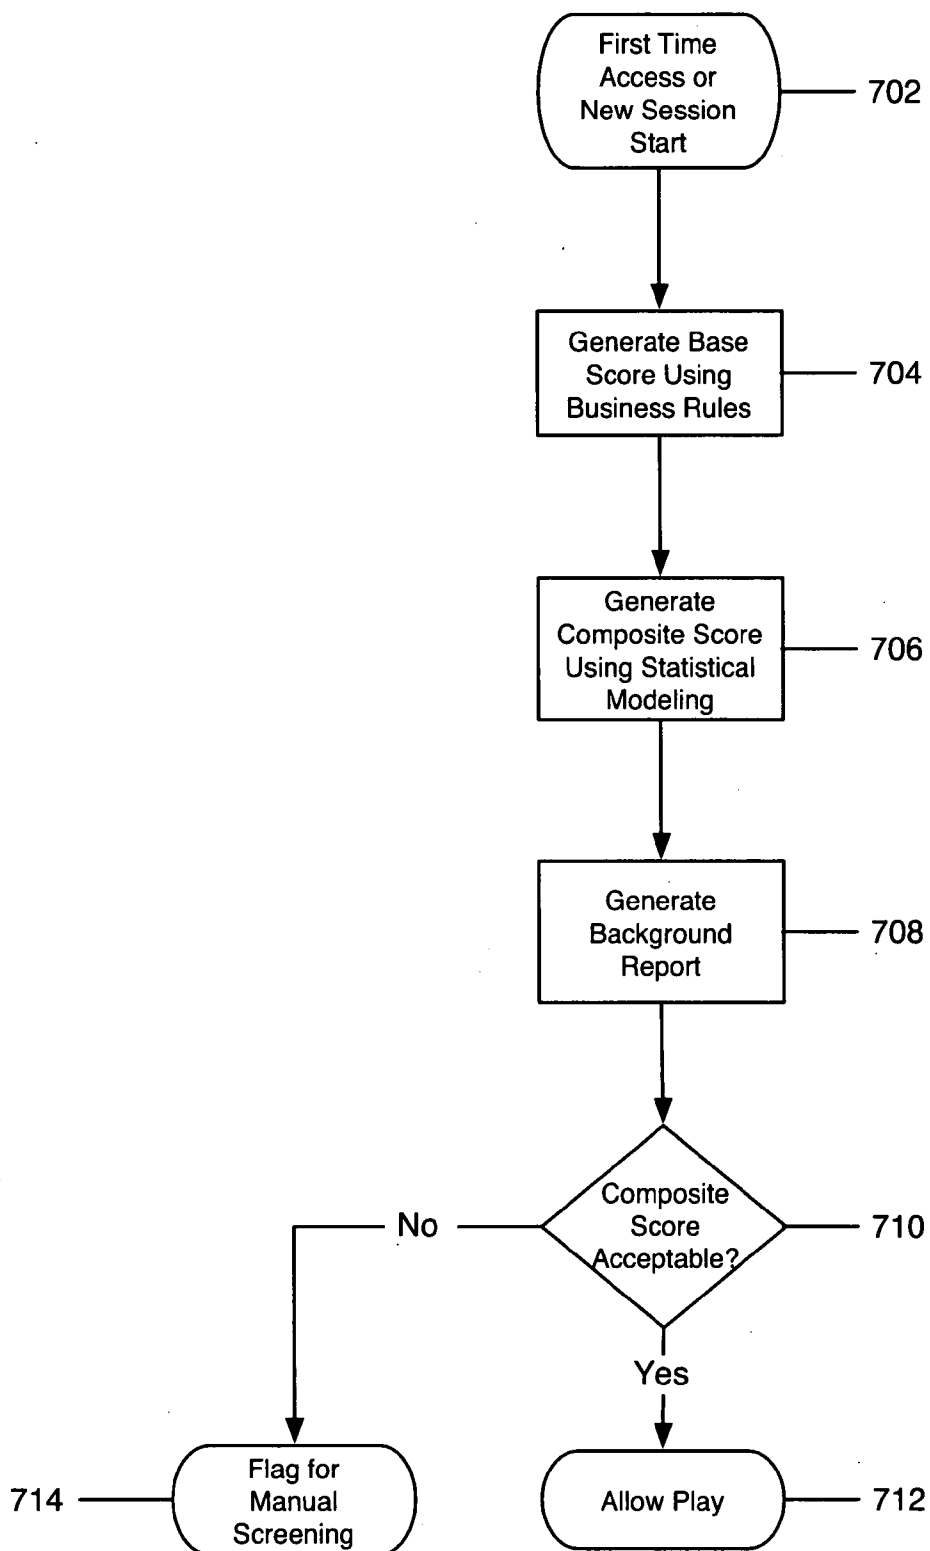 First Time
Access or
New Session
Start
702
Generate Base
Score Using
Business Rules
704
Generate
Composite Score
Using Statistical
Modeling
706
Generate
Background
Report
708
Composite
Score
Acceptable?
710
No
Yes
Flag for
Manual
Screening
714
Allow Play
712